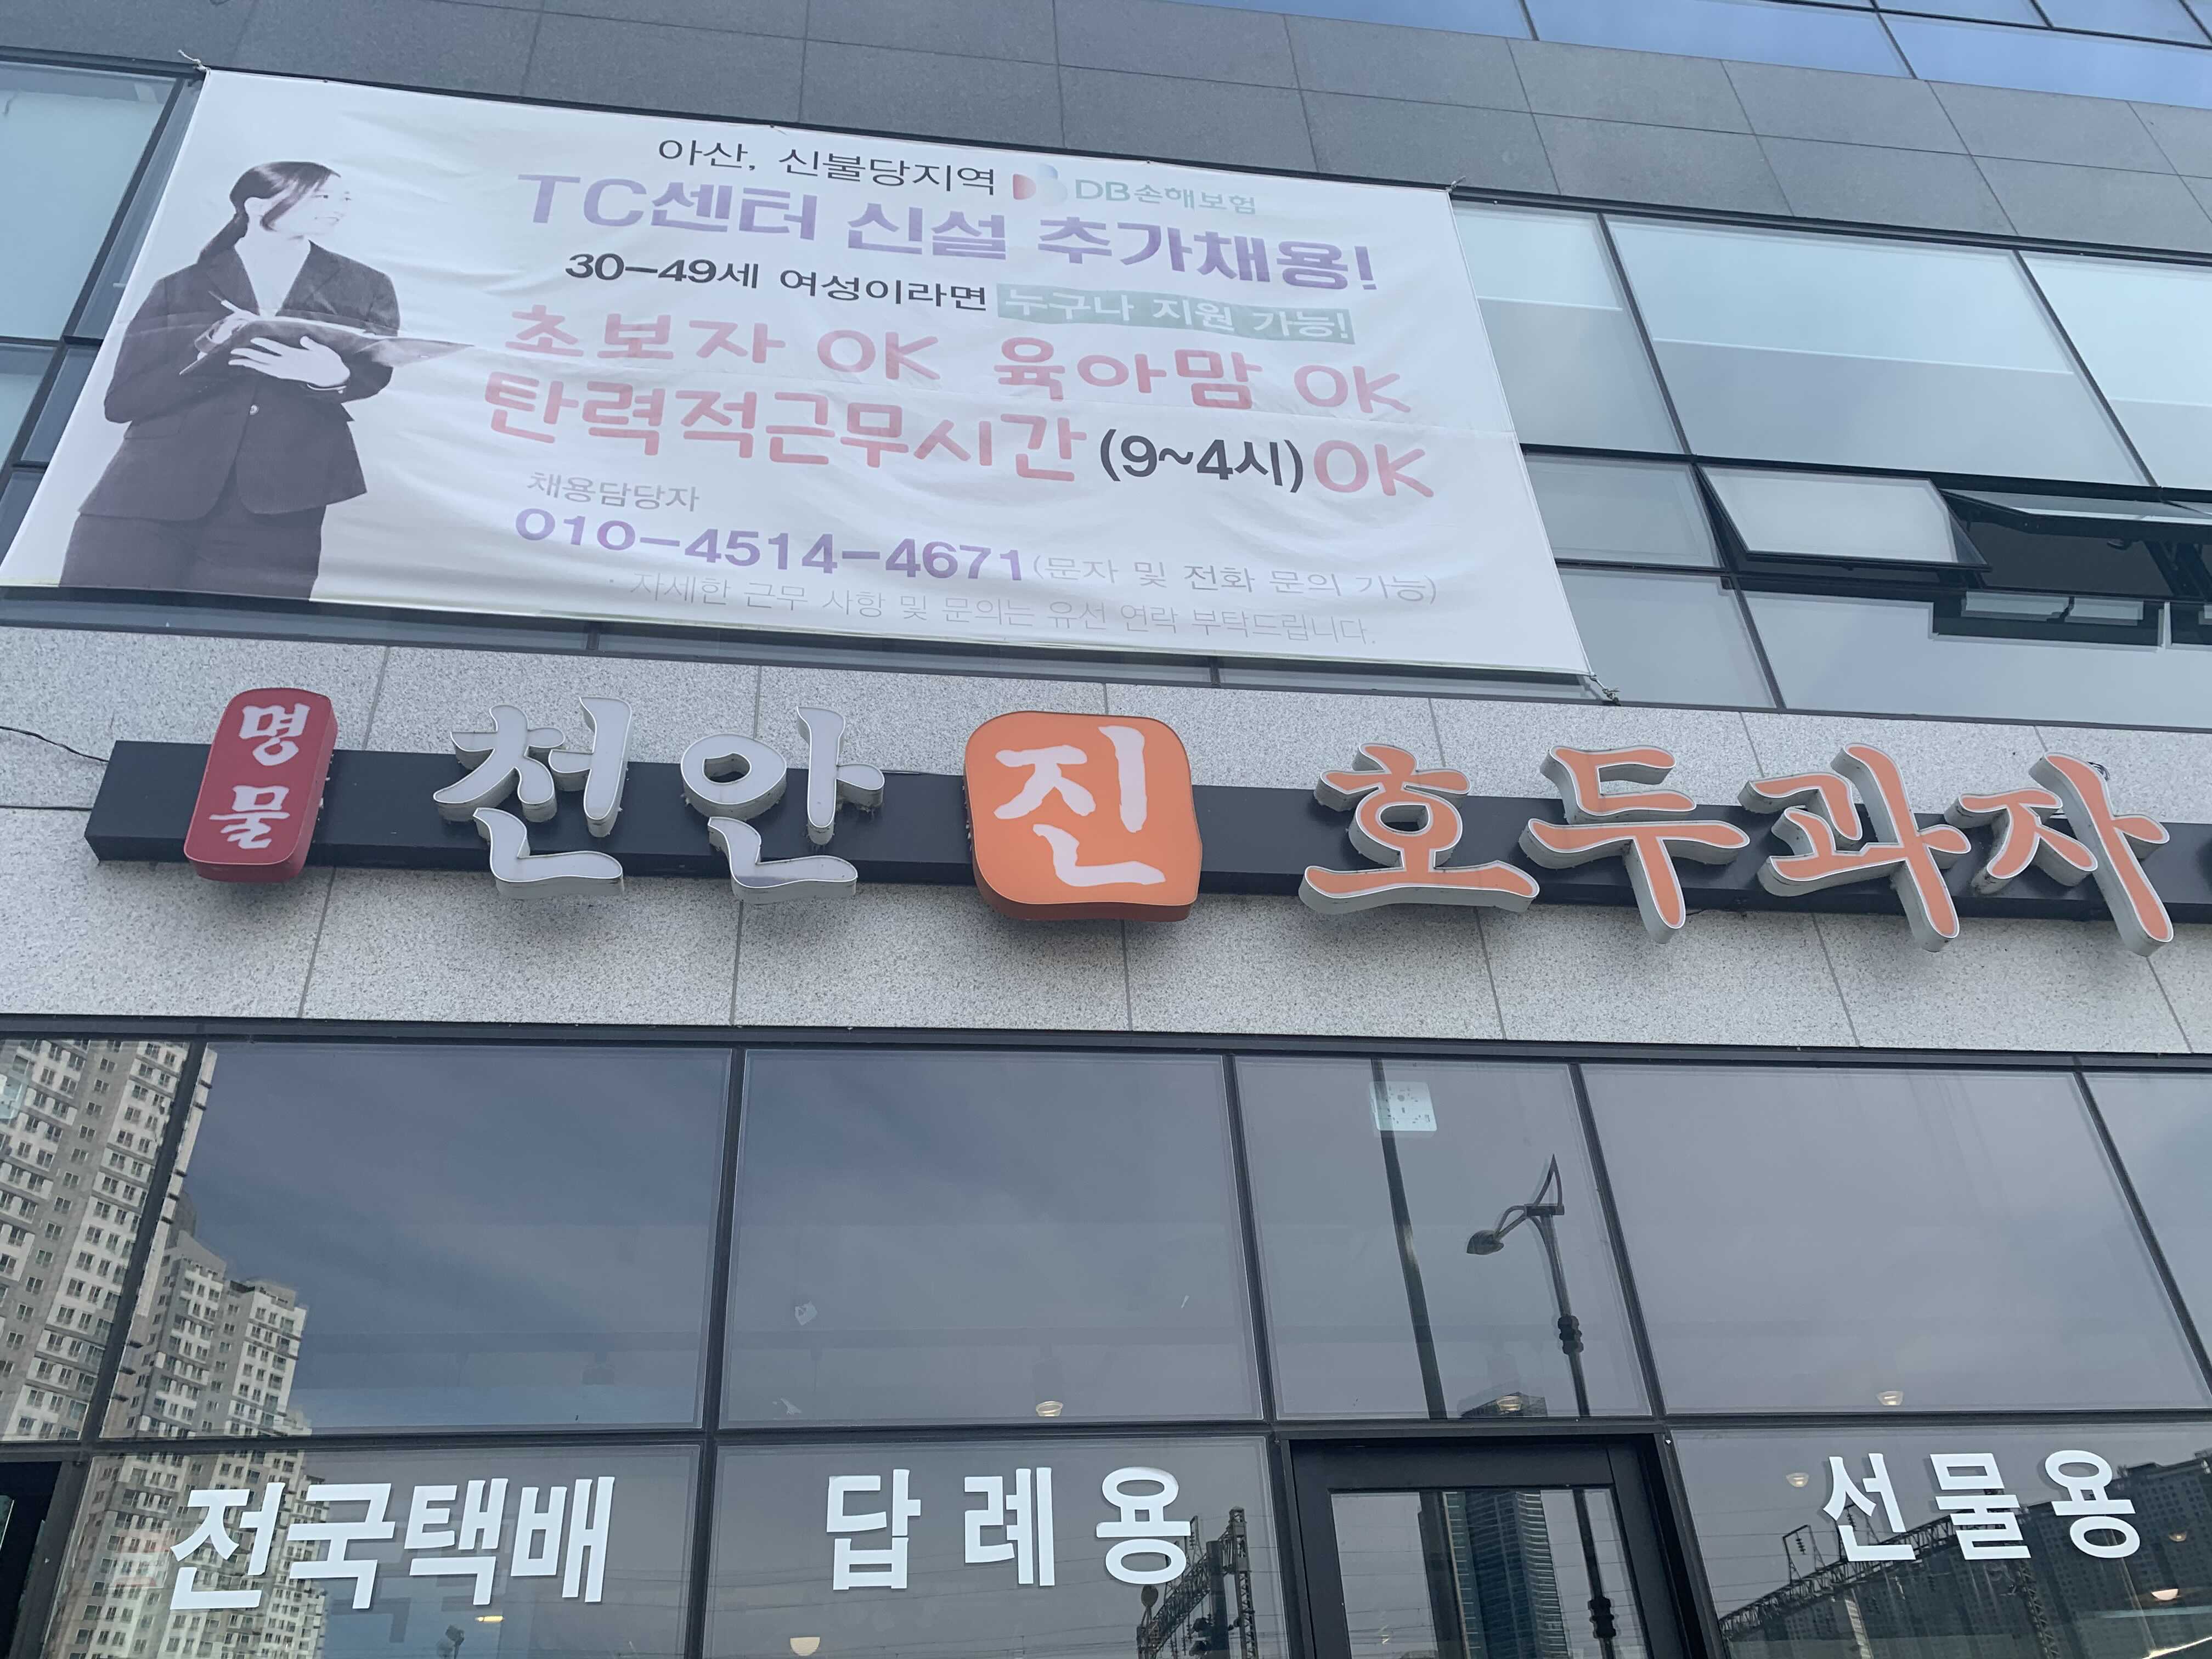 아산, 신불당지역 DB손해보험
TC센터 신설 추가채용!
30-49세 여성이라면 누구나 지원 가능!
초보자 OK 육아맘 OK
탄력적근무시간(9~4시)OK
채용담당자
010-4514-4671(문자 및 전화 문의 가능)
· 자세한 근무 사항 및 문의는 유선 연락 부탁드립니다.
명물 천안 진 호두과자
전국택배 답례용 선물용